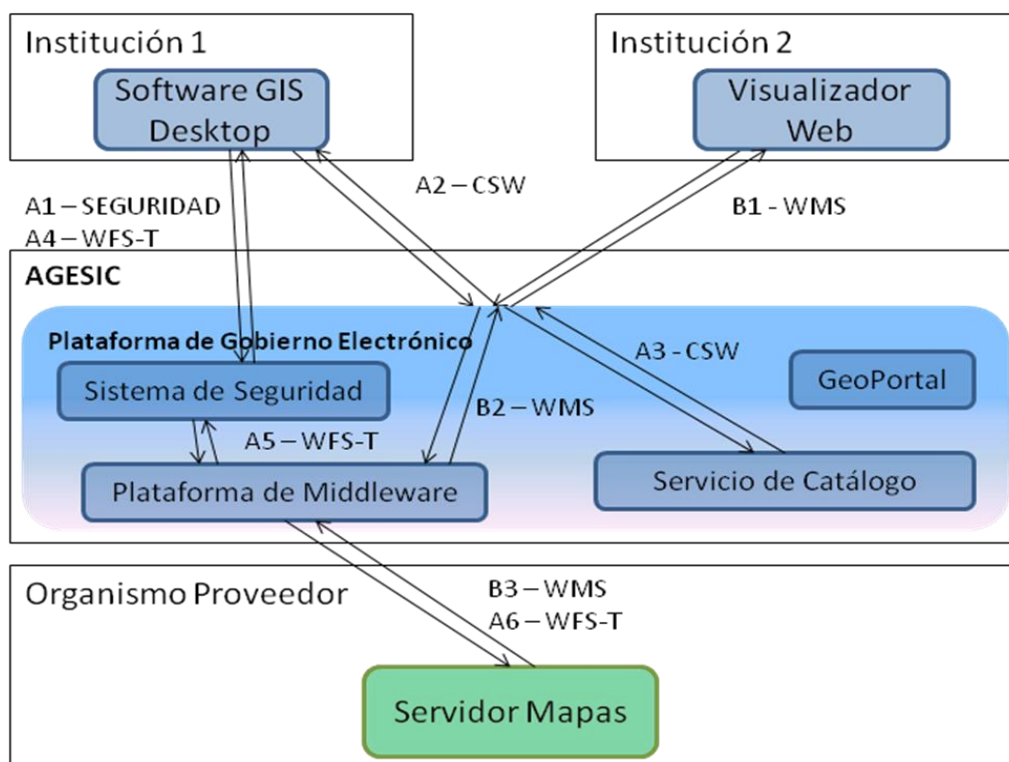 Institución 1
Software GIS
Desktop
Institución 2
Visualizador
Web
A1 – SEGURIDAD
A4 – WFS-T
A2 – CSW
B1 - WMS
AGESIC
Plataforma de Gobierno Electrónico
Sistema de Seguridad
A3 - CSW
GeoPortal
B2 – WMS
A5 – WFS-T
Plataforma de Middleware
Servicio de Catálogo
Organismo Proveedor
B3 – WMS
A6 – WFS-T
Servidor Mapas